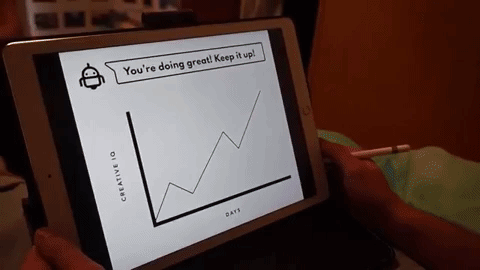 You're doing great! Keep it up!
CREATIVE IQ
DAYS